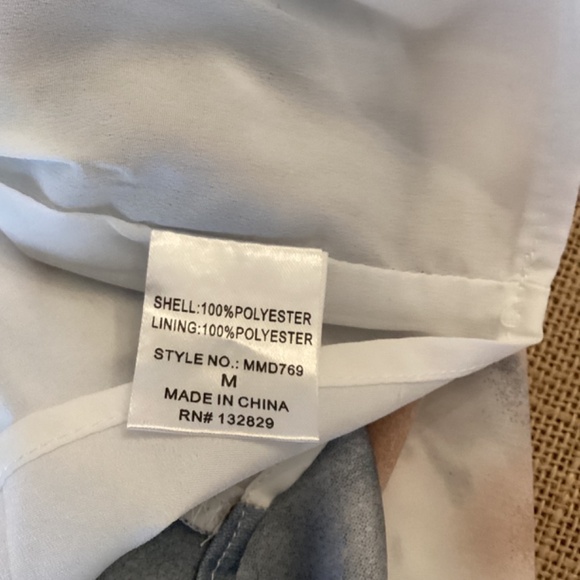 SHELL:100%POLYESTER
LINING:100%POLYESTER
STYLE NO.: MMD769
M
MADE IN CHINA
RN# 132829